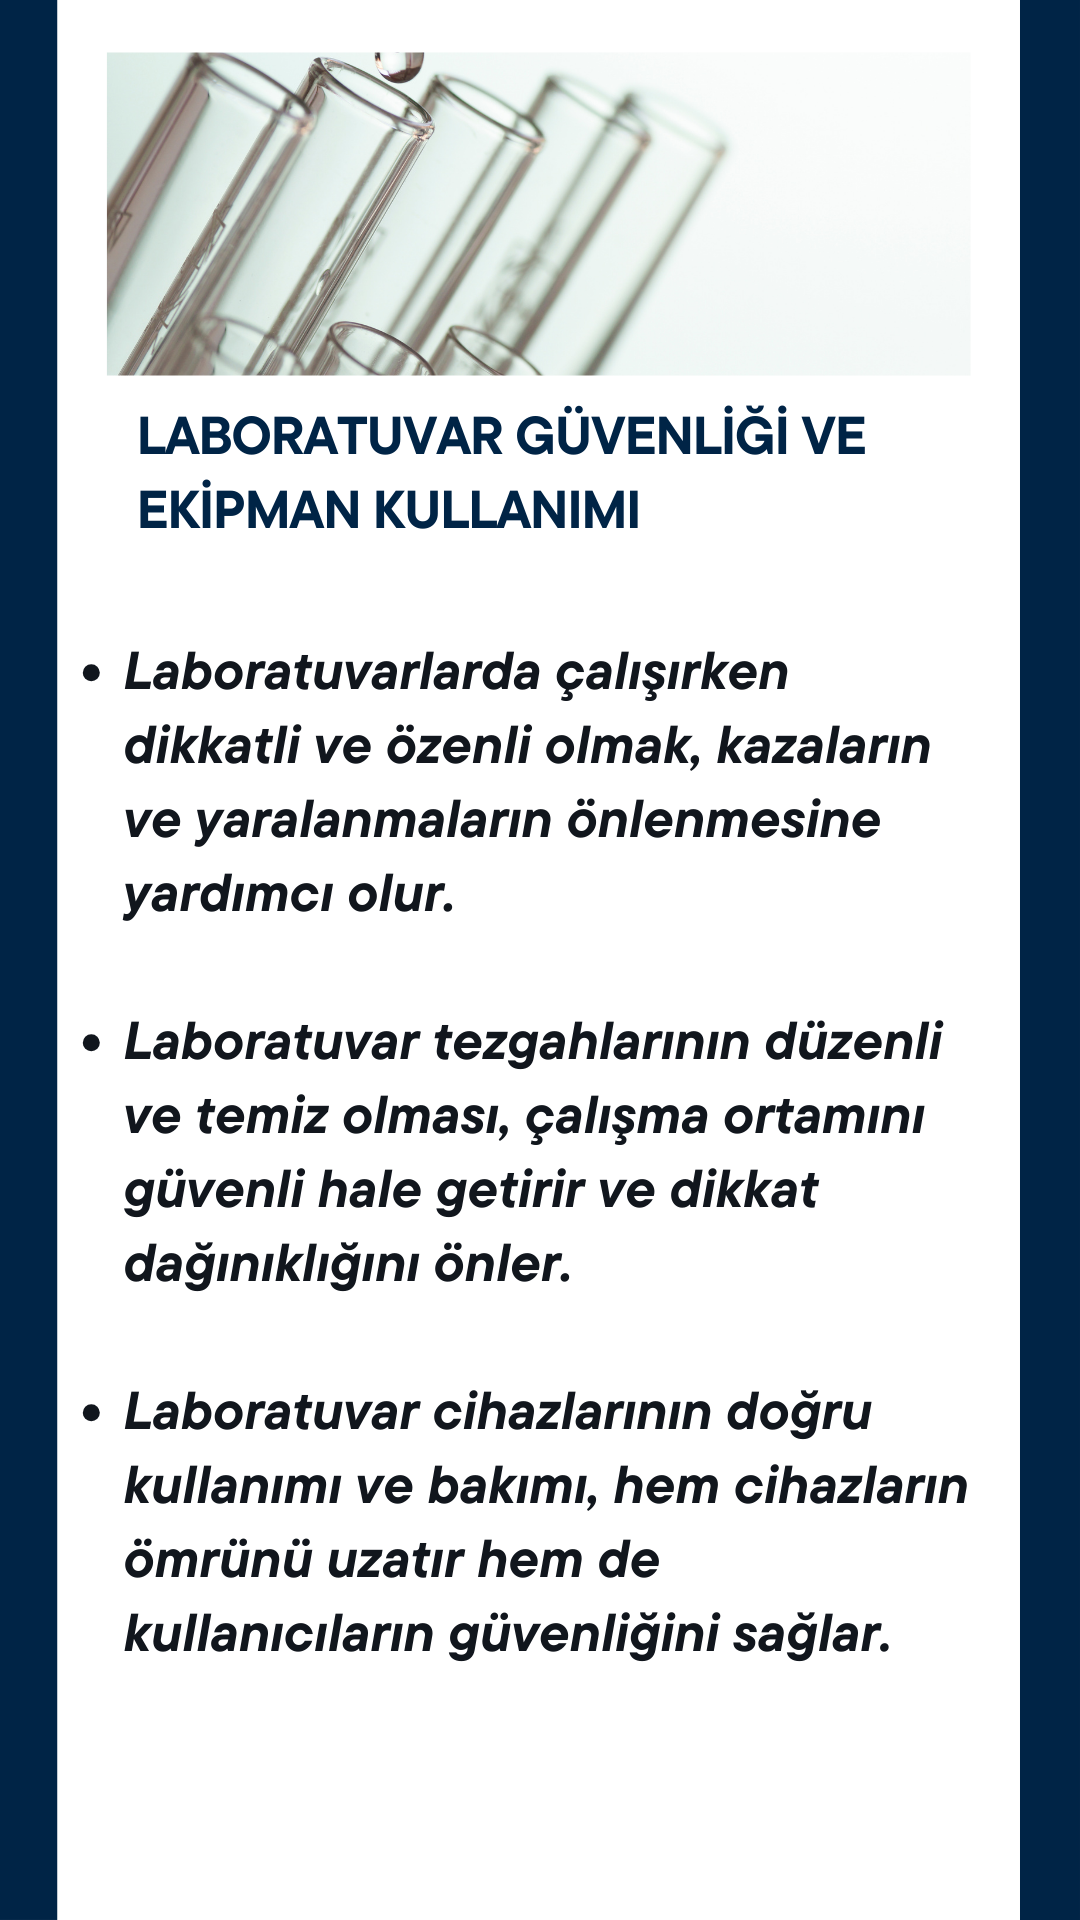 LABORATUVAR GÜVENLİĞİ VE
EKİPMAN KULLANIMI
• Laboratuvarlarda çalışırken
dikkatli ve özenli olmak, kazaların
ve yaralanmaların önlenmesine
yardımcı olur.
• Laboratuvar tezgahlarının düzenli
ve temiz olması, çalışma ortamını
güvenli hale getirir ve dikkat
dağınıklığını önler.
• Laboratuvar cihazlarının doğru
kullanımı ve bakımı, hem cihazların
ömrünü uzatır hem de
kullanıcıların güvenliğini sağlar.